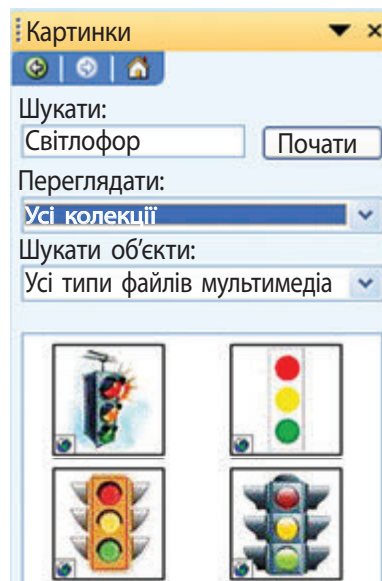 Картинки
Шукати:
Світлофор
Почати
Переглядати:
Усі колекції
Шукати об'єкти:
Усі типи файлів мультимедіа